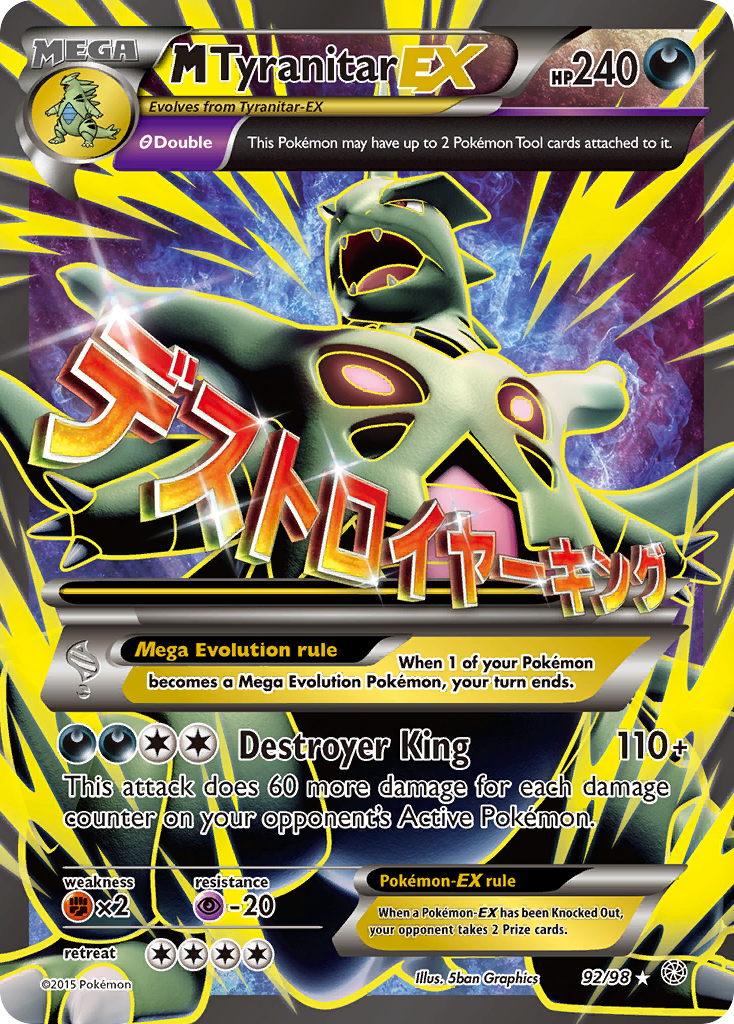 MEGA
M Tyranitar EX
HP240
Evolves from Tyranitar-EX
θ Double
This Pokémon may have up to 2 Pokémon Tool cards attached to it.
デストロイヤーキング
Mega Evolution rule
When 1 of your Pokémon
becomes a Mega Evolution Pokémon, your turn ends.
Destroyer King 110+
This attack does 60 more damage for each damage
counter on your opponent's Active Pokémon.
weakness resistance
×2 -20
Pokémon-EX rule
When a Pokémon-EX has been Knocked Out,
your opponent takes 2 Prize cards.
retreat
©2015 Pokémon
Illus. 5ban Graphics
92/98 ★